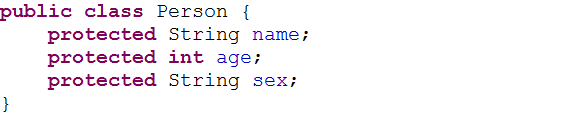 public class Person {
    protected String name;
    protected int age;
    protected String sex;
}